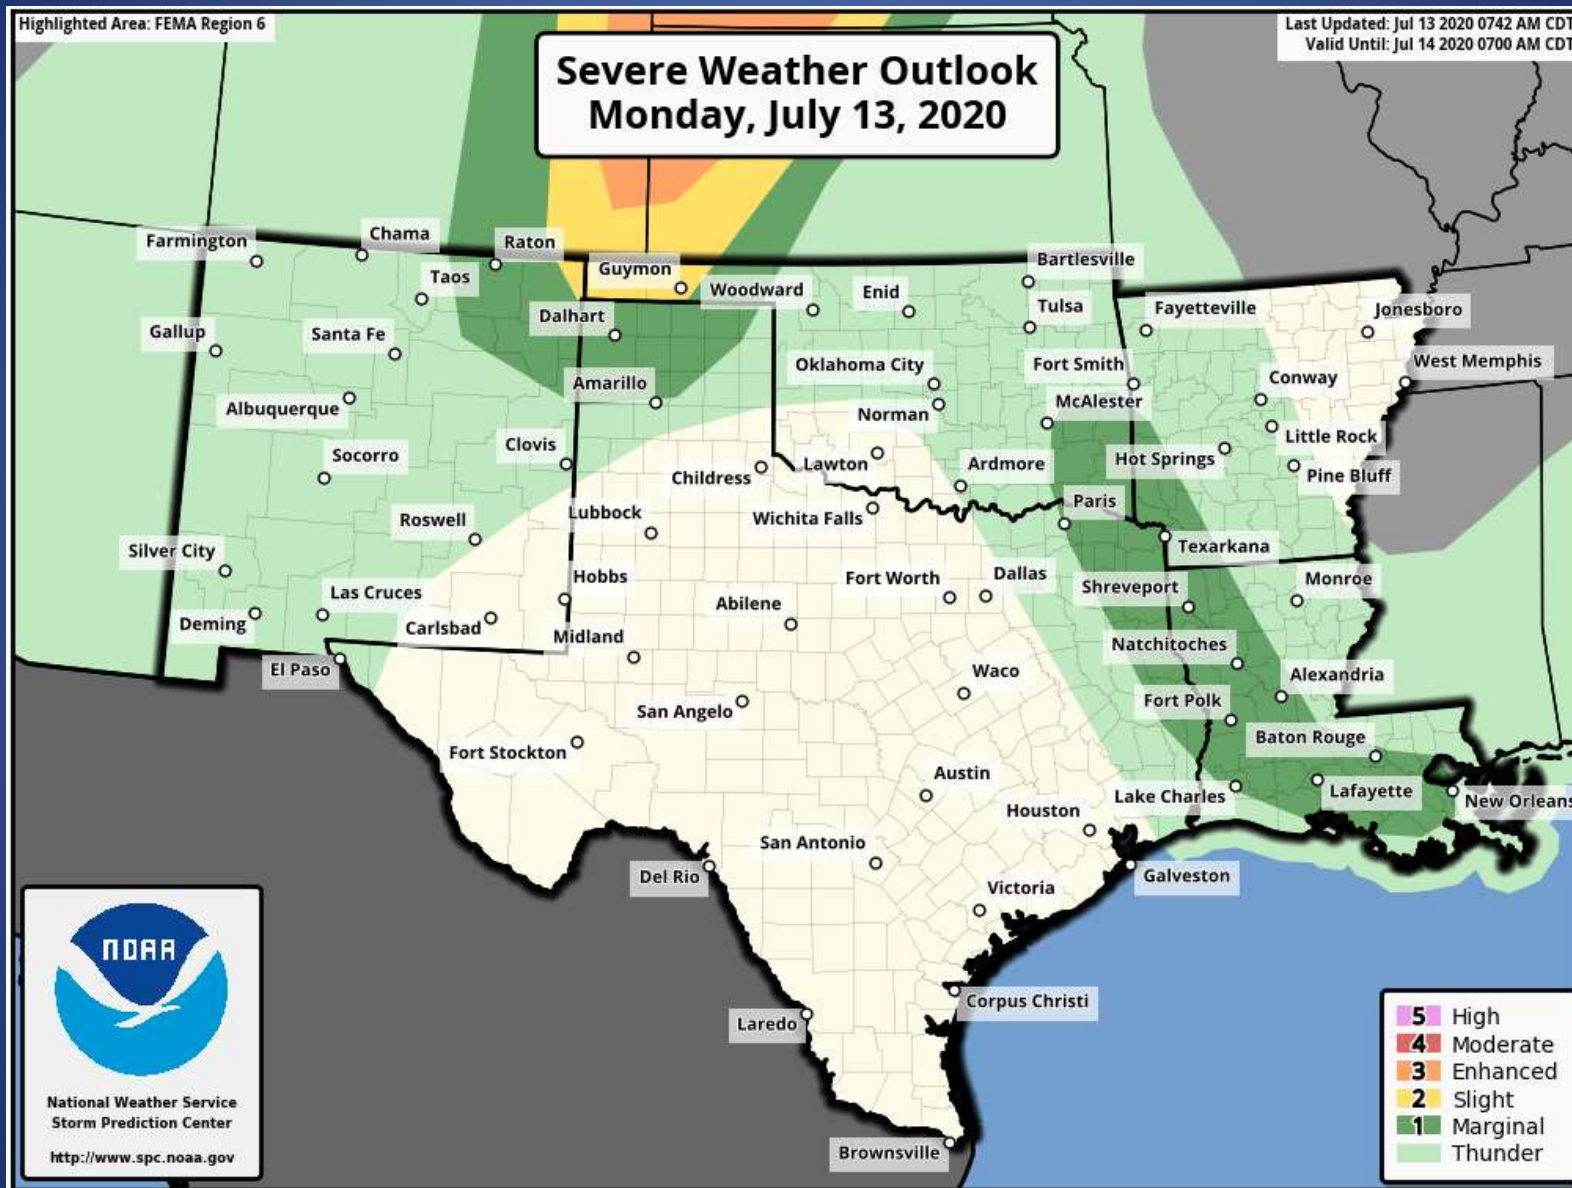 Highlighted Area: FEMA Region 6
Last Updated: Jul 13 2020 0742 AM CDT
Valid Until: Jul 14 2020 0700 AM CDT
Severe Weather Outlook
Monday, July 13, 2020
Farmington
Chama
Raton
Taos
Guymon
Woodward
Enid
Bartlesville
Tulsa
Fayetteville
Jonesboro
Gallup
Santa Fe
Dalhart
Oklahoma City
Fort Smith
West Memphis
Albuquerque
Amarillo
Norman
McAlester
Conway
Socorro
Clovis
Childress
Lawton
Ardmore
Hot Springs
Little Rock
Pine Bluff
Roswell
Lubbock
Wichita Falls
Paris
Texarkana
Silver City
Las Cruces
Hobbs
Abilene
Fort Worth
Dallas
Shreveport
Monroe
Deming
Carlsbad
Midland
Natchitoches
El Paso
San Angelo
Waco
Fort Polk
Alexandria
Fort Stockton
Austin
Baton Rouge
Lake Charles
Lafayette
New Orleans
Houston
San Antonio
Del Rio
Victoria
Galveston
Corpus Christi
Laredo
Brownsville
NOAA
National Weather Service
Storm Prediction Center
http://www.spc.noaa.gov
5 High
4 Moderate
3 Enhanced
2 Slight
1 Marginal
Thunder